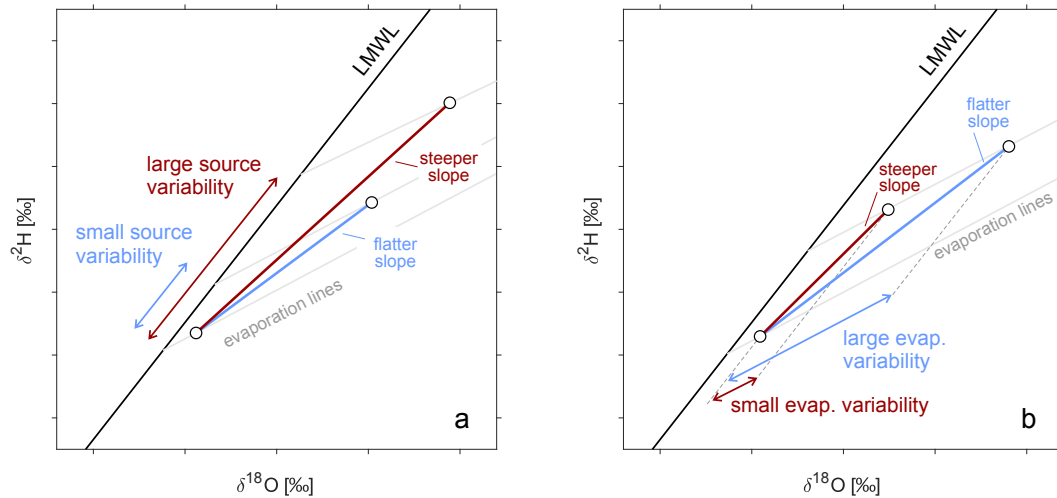 LMWL
large source
variability
small source
variability
steeper
slope
flatter
slope
evaporation lines
a
δ²H [‰]
δ¹⁸O [‰]
LMWL
flatter
slope
steeper
slope
evaporation lines
large evap.
variability
small evap. variability
b
δ²H [‰]
δ¹⁸O [‰]